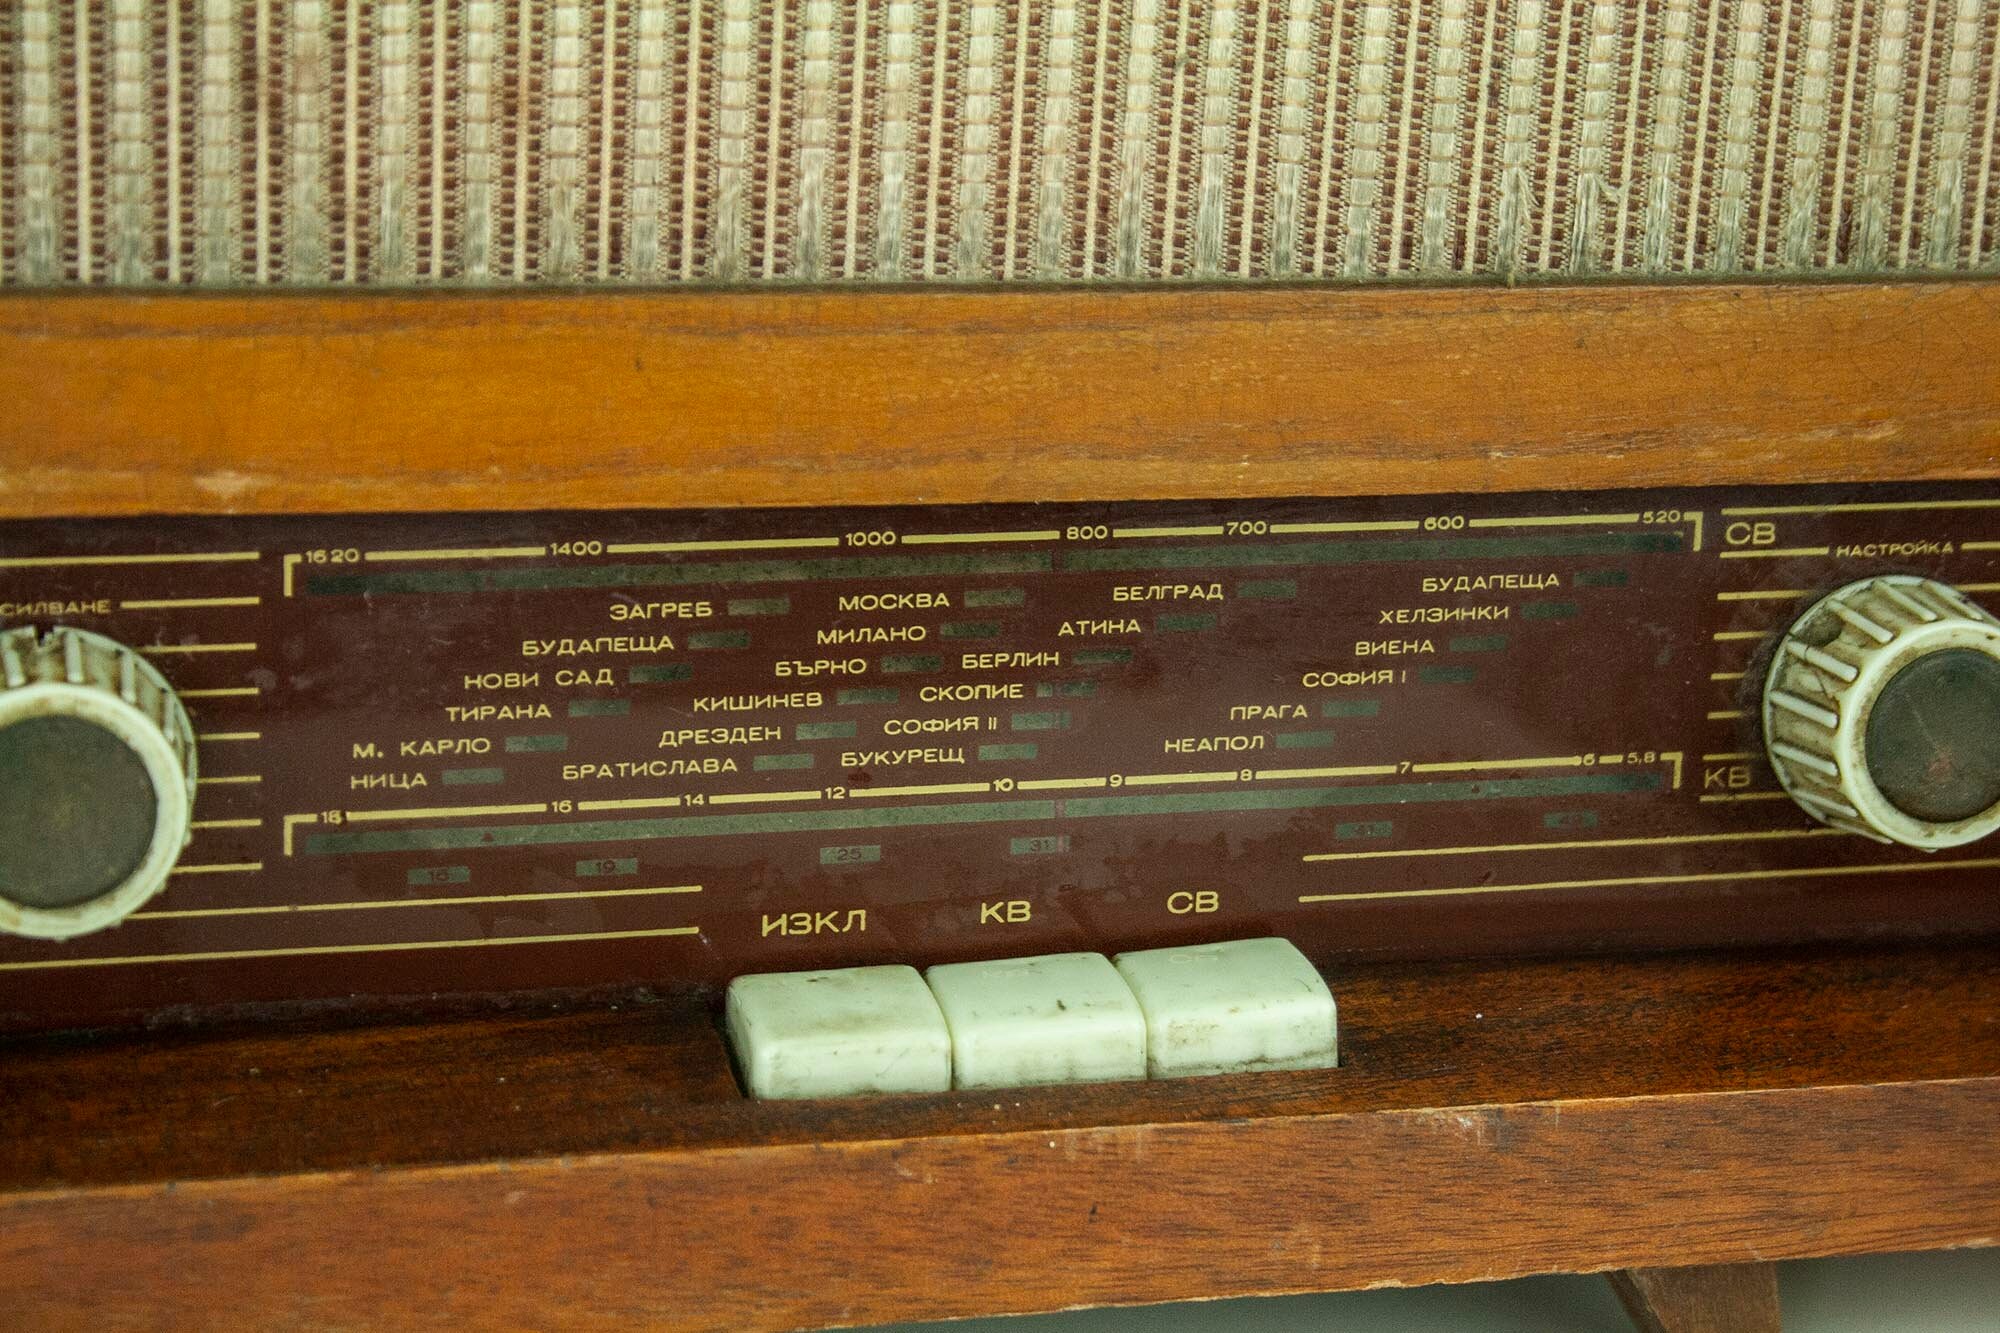 1620 1400 1000 800 700 600 520 СВ
СИЛВАНЕ
НАСТРОЙКА
ЗАГРЕБ МОСКВА БЕЛГРАД БУДАПЕЩА
БУДАПЕЩА МИЛАНО АТИНА ХЕЛЗИНКИ
НОВИ САД БЪРНО БЕРЛИН ВИЕНА
ТИРАНА КИШИНЕВ СКОПИЕ СОФИЯ I
М. КАРЛО ДРЕЗДЕН СОФИЯ II ПРАГА
НИЦА БРАТИСЛАВА БУКУРЕЩ НЕАПОЛ
18 16 14 12 10 9 8 7 6 5,8 КВ
16 19 25 31 41 49
ИЗКЛ КВ СВ